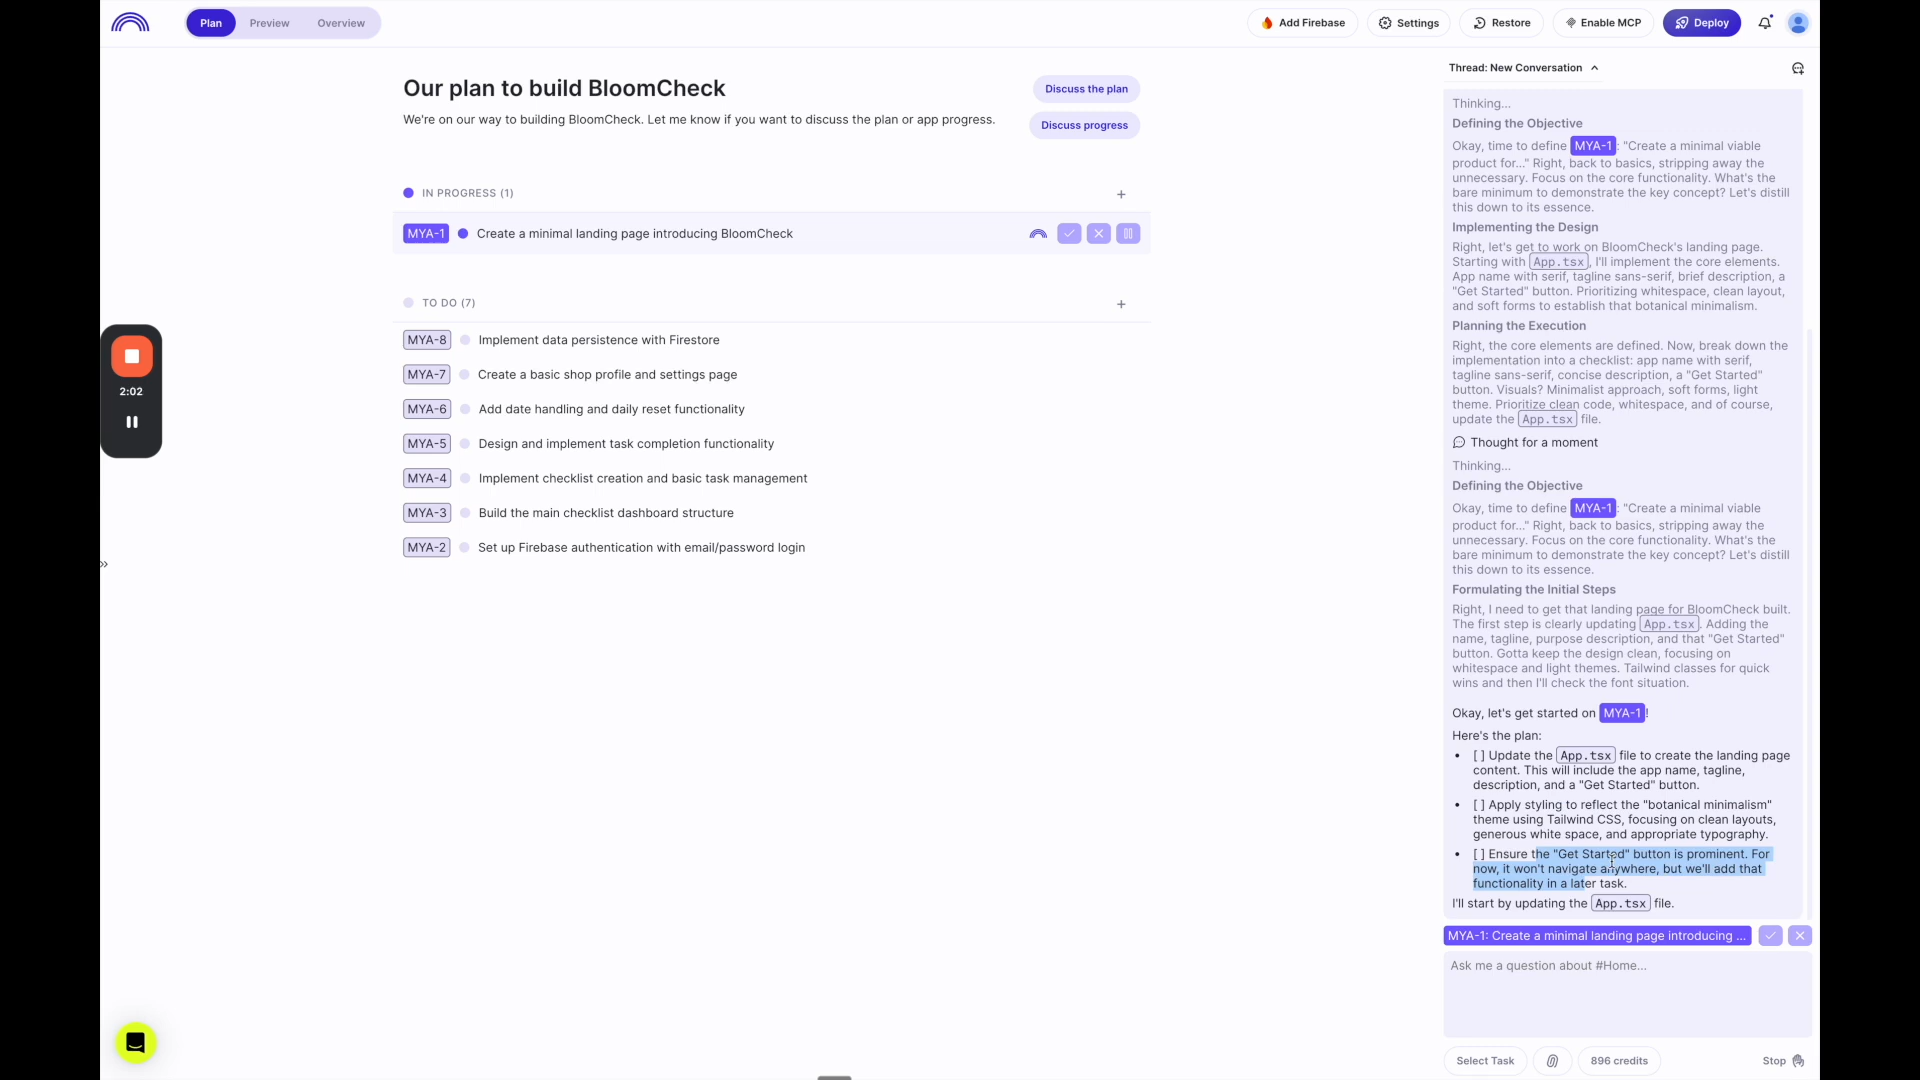 Plan
Preview
Overview
Add Firebase
Settings
Restore
Enable MCP
Deploy
Our plan to build BloomCheck
We're on our way to building BloomCheck. Let me know if you want to discuss the plan or app progress.
Discuss the plan
Discuss progress
IN PROGRESS (1)
+
MYA-1 Create a minimal landing page introducing BloomCheck
TO DO (7)
+
MYA-8 Implement data persistence with Firestore
MYA-7 Create a basic shop profile and settings page
MYA-6 Add date handling and daily reset functionality
MYA-5 Design and implement task completion functionality
MYA-4 Implement checklist creation and basic task management
MYA-3 Build the main checklist dashboard structure
MYA-2 Set up Firebase authentication with email/password login
2:02
»
Thread: New Conversation
Thinking...
Defining the Objective
Okay, time to define MYA-1: "Create a minimal viable
product for..." Right, back to basics, stripping away the
unnecessary. Focus on the core functionality. What's the
bare minimum to demonstrate the key concept? Let's distill
this down to its essence.
Implementing the Design
Right, let's get to work on BloomCheck's landing page.
Starting with App.tsx, I'll implement the core elements.
App name with serif, tagline sans-serif, brief description, a
"Get Started" button. Prioritizing whitespace, clean layout,
and soft forms to establish that botanical minimalism.
Planning the Execution
Right, the core elements are defined. Now, break down the
implementation into a checklist: app name with serif,
tagline sans-serif, concise description, a "Get Started"
button. Visuals? Minimalist approach, soft forms, light
theme. Prioritize clean code, whitespace, and of course,
update the App.tsx file.
Thought for a moment
Thinking...
Defining the Objective
Okay, time to define MYA-1: "Create a minimal viable
product for..." Right, back to basics, stripping away the
unnecessary. Focus on the core functionality. What's the
bare minimum to demonstrate the key concept? Let's distill
this down to its essence.
Formulating the Initial Steps
Right, I need to get that landing page for BloomCheck built.
The first step is clearly updating App.tsx. Adding the
name, tagline, purpose description, and that "Get Started"
button. Gotta keep the design clean, focusing on
whitespace and light themes. Tailwind classes for quick
wins and then I'll check the font situation.
Okay, let's get started on MYA-1!
Here's the plan:
• [ ] Update the App.tsx file to create the landing page
content. This will include the app name, tagline,
description, and a "Get Started" button.
• [ ] Apply styling to reflect the "botanical minimalism"
theme using Tailwind CSS, focusing on clean layouts,
generous white space, and appropriate typography.
• [ ] Ensure the "Get Started" button is prominent. For
now, it won't navigate anywhere, but we'll add that
functionality in a later task.
I'll start by updating the App.tsx file.
MYA-1: Create a minimal landing page introducing ...
Ask me a question about #Home...
Select Task
896 credits
Stop